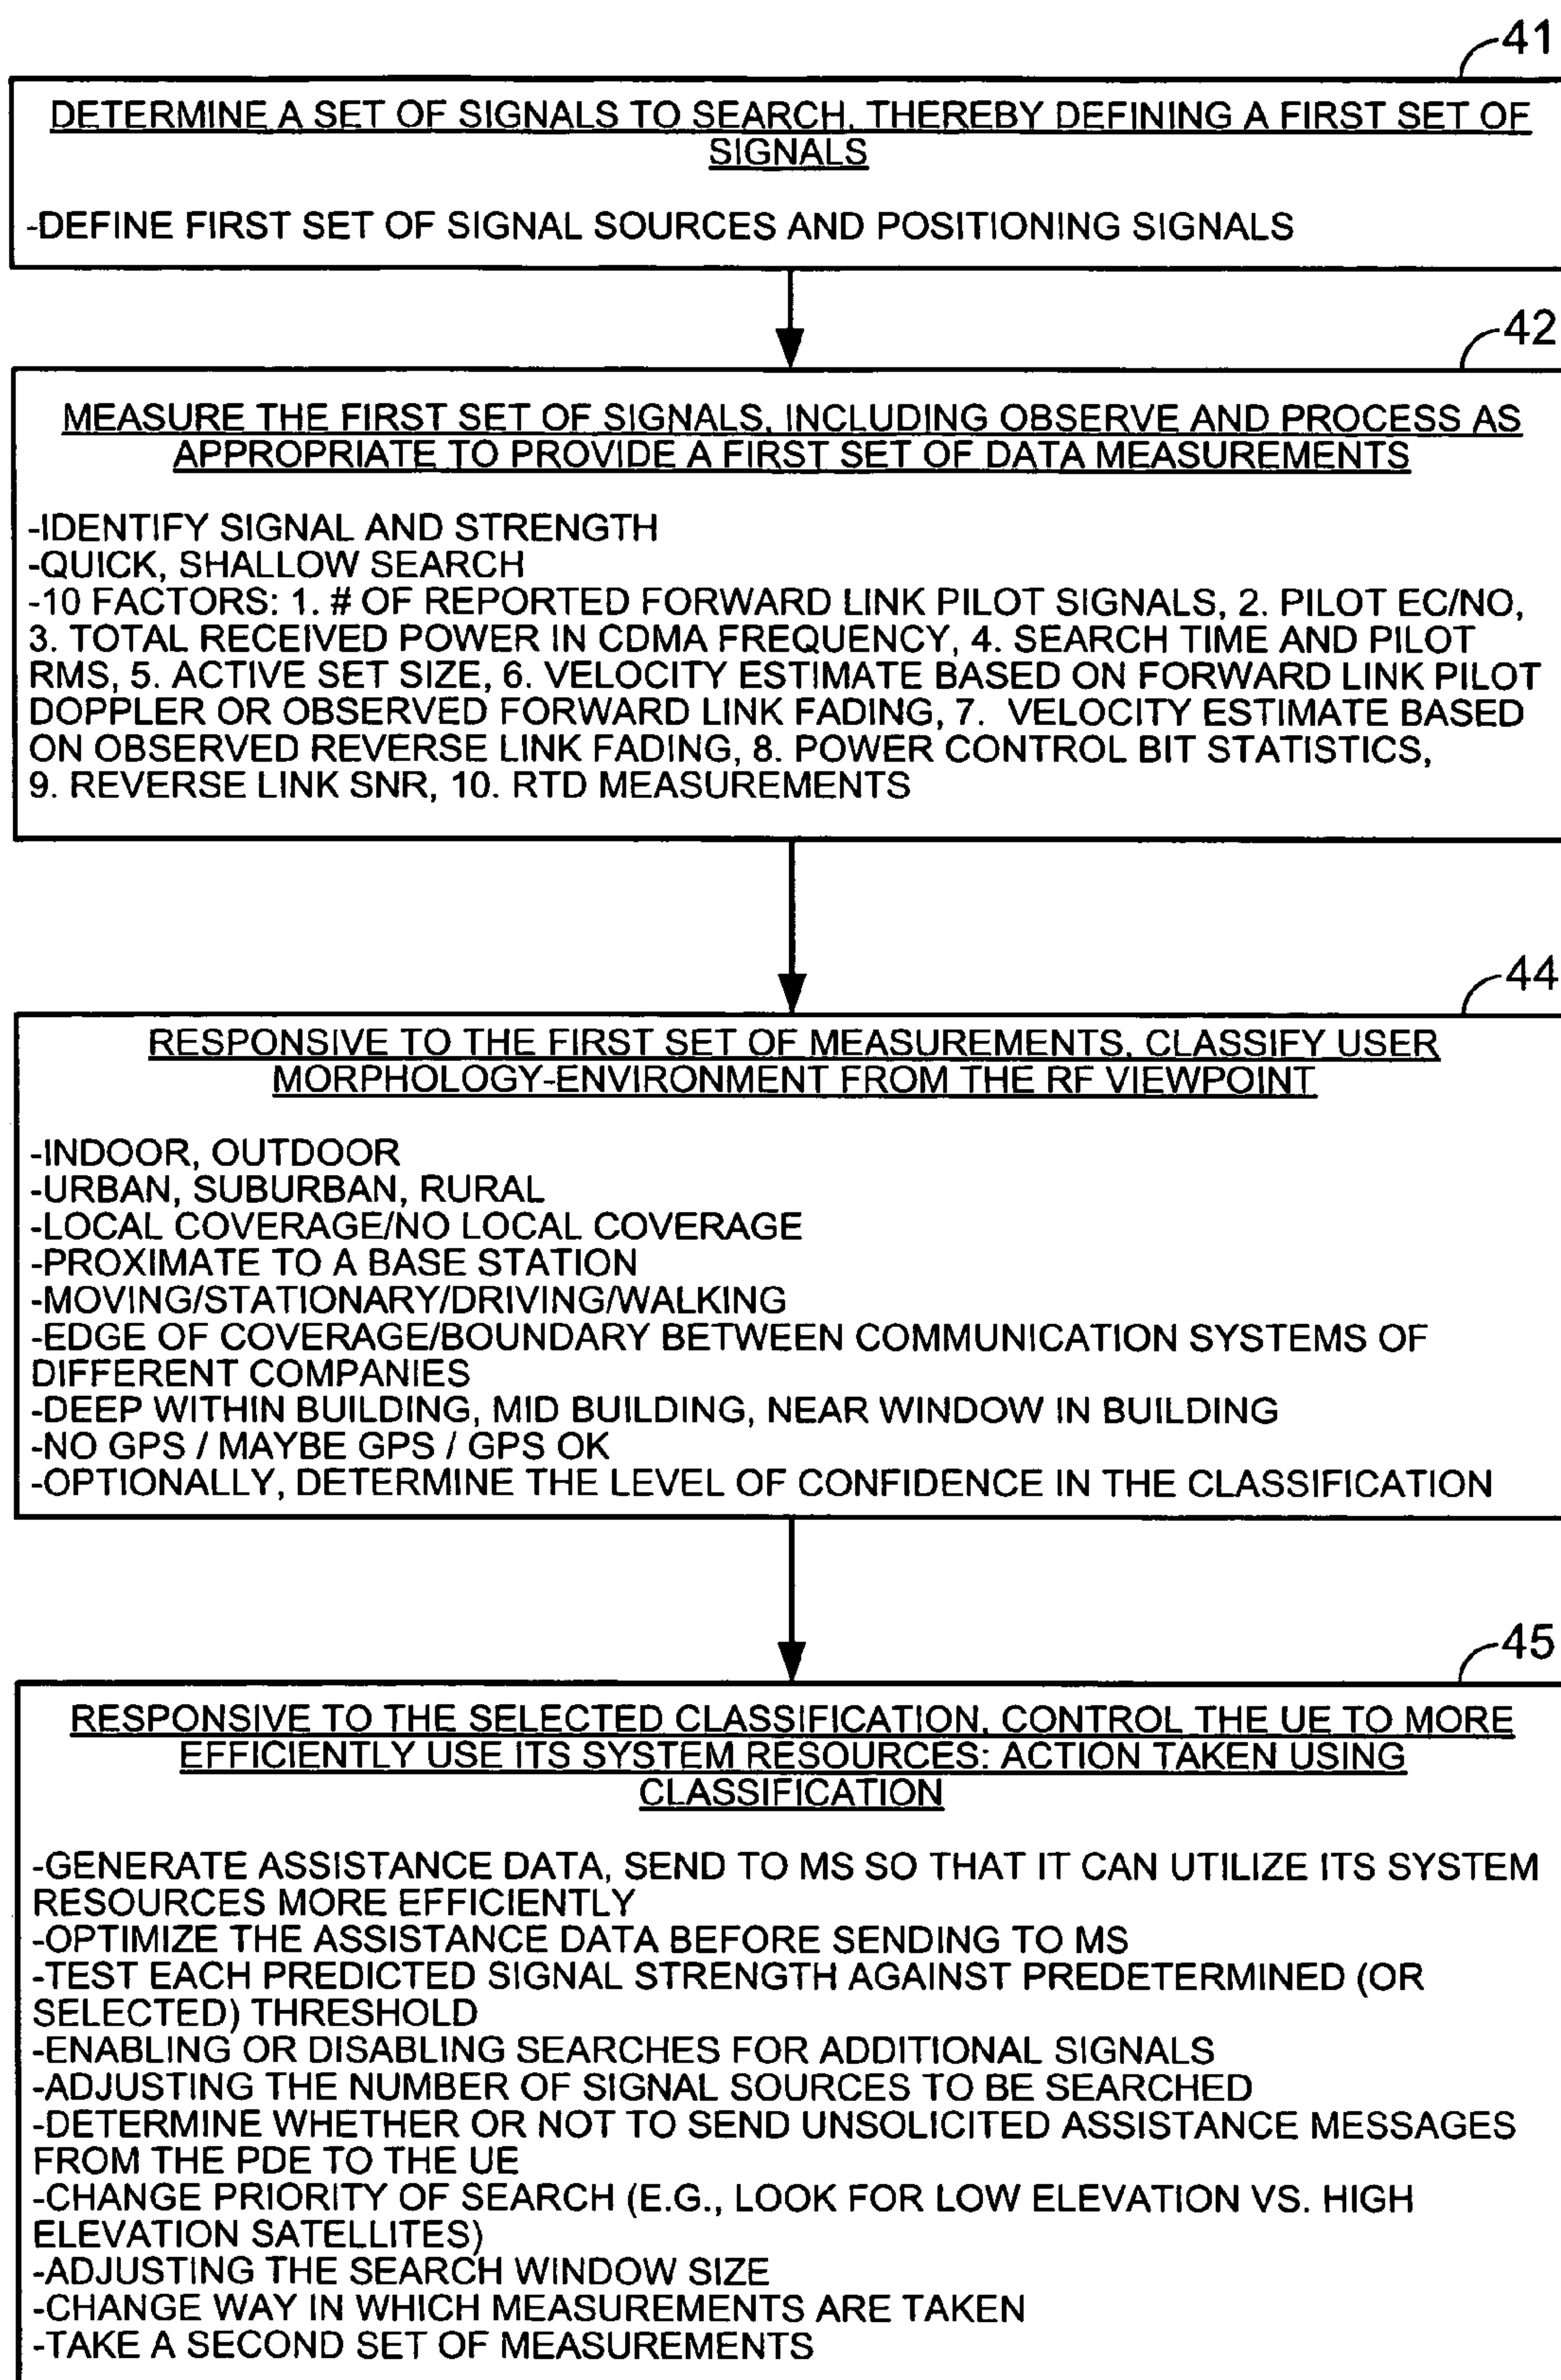 41
DETERMINE A SET OF SIGNALS TO SEARCH, THEREBY DEFINING A FIRST SET OF
SIGNALS
-DEFINE FIRST SET OF SIGNAL SOURCES AND POSITIONING SIGNALS
42
MEASURE THE FIRST SET OF SIGNALS, INCLUDING OBSERVE AND PROCESS AS
APPROPRIATE TO PROVIDE A FIRST SET OF DATA MEASUREMENTS
-IDENTIFY SIGNAL AND STRENGTH
-QUICK, SHALLOW SEARCH
-10 FACTORS: 1. # OF REPORTED FORWARD LINK PILOT SIGNALS, 2. PILOT EC/NO,
3. TOTAL RECEIVED POWER IN CDMA FREQUENCY, 4. SEARCH TIME AND PILOT
RMS, 5. ACTIVE SET SIZE, 6. VELOCITY ESTIMATE BASED ON FORWARD LINK PILOT
DOPPLER OR OBSERVED FORWARD LINK FADING, 7. VELOCITY ESTIMATE BASED
ON OBSERVED REVERSE LINK FADING, 8. POWER CONTROL BIT STATISTICS,
9. REVERSE LINK SNR, 10. RTD MEASUREMENTS
44
RESPONSIVE TO THE FIRST SET OF MEASUREMENTS, CLASSIFY USER
MORPHOLOGY-ENVIRONMENT FROM THE RF VIEWPOINT
-INDOOR, OUTDOOR
-URBAN, SUBURBAN, RURAL
-LOCAL COVERAGE/NO LOCAL COVERAGE
-PROXIMATE TO A BASE STATION
-MOVING/STATIONARY/DRIVING/WALKING
-EDGE OF COVERAGE/BOUNDARY BETWEEN COMMUNICATION SYSTEMS OF
DIFFERENT COMPANIES
-DEEP WITHIN BUILDING, MID BUILDING, NEAR WINDOW IN BUILDING
-NO GPS / MAYBE GPS / GPS OK
-OPTIONALLY, DETERMINE THE LEVEL OF CONFIDENCE IN THE CLASSIFICATION
45
RESPONSIVE TO THE SELECTED CLASSIFICATION, CONTROL THE UE TO MORE
EFFICIENTLY USE ITS SYSTEM RESOURCES: ACTION TAKEN USING
CLASSIFICATION
-GENERATE ASSISTANCE DATA, SEND TO MS SO THAT IT CAN UTILIZE ITS SYSTEM
RESOURCES MORE EFFICIENTLY
-OPTIMIZE THE ASSISTANCE DATA BEFORE SENDING TO MS
-TEST EACH PREDICTED SIGNAL STRENGTH AGAINST PREDETERMINED (OR
SELECTED) THRESHOLD
-ENABLING OR DISABLING SEARCHES FOR ADDITIONAL SIGNALS
-ADJUSTING THE NUMBER OF SIGNAL SOURCES TO BE SEARCHED
-DETERMINE WHETHER OR NOT TO SEND UNSOLICITED ASSISTANCE MESSAGES
FROM THE PDE TO THE UE
-CHANGE PRIORITY OF SEARCH (E.G., LOOK FOR LOW ELEVATION VS. HIGH
ELEVATION SATELLITES)
-ADJUSTING THE SEARCH WINDOW SIZE
-CHANGE WAY IN WHICH MEASUREMENTS ARE TAKEN
-TAKE A SECOND SET OF MEASUREMENTS